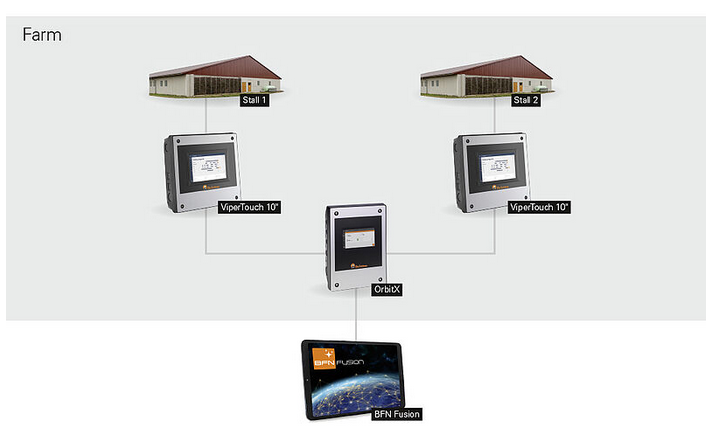 Farm
Stall 1
Stall 2
ViperTouch 10"
ViperTouch 10"
OrbitX
BFN FUSION
BFN Fusion